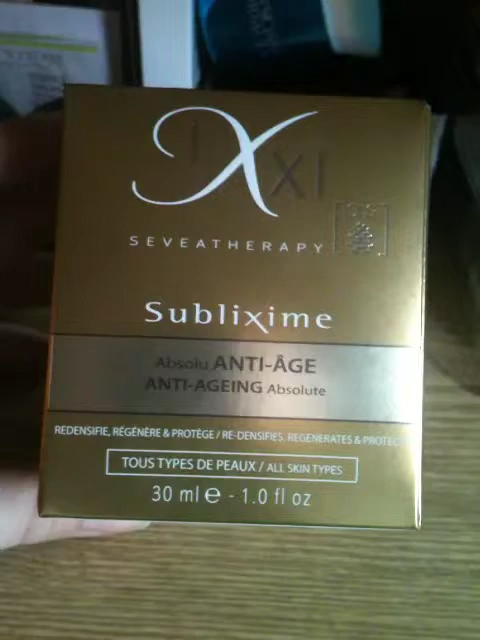 iXXI
SEVEATHERAPY
Sublixime
Absolu ANTI-ÂGE
ANTI-AGEING Absolute
REDENSIFIE, RÉGÉNÈRE & PROTÈGE / RE-DENSIFIES, REGENERATES & PROTECTS
TOUS TYPES DE PEAUX / ALL SKIN TYPES
30 ml e - 1.0 fl oz